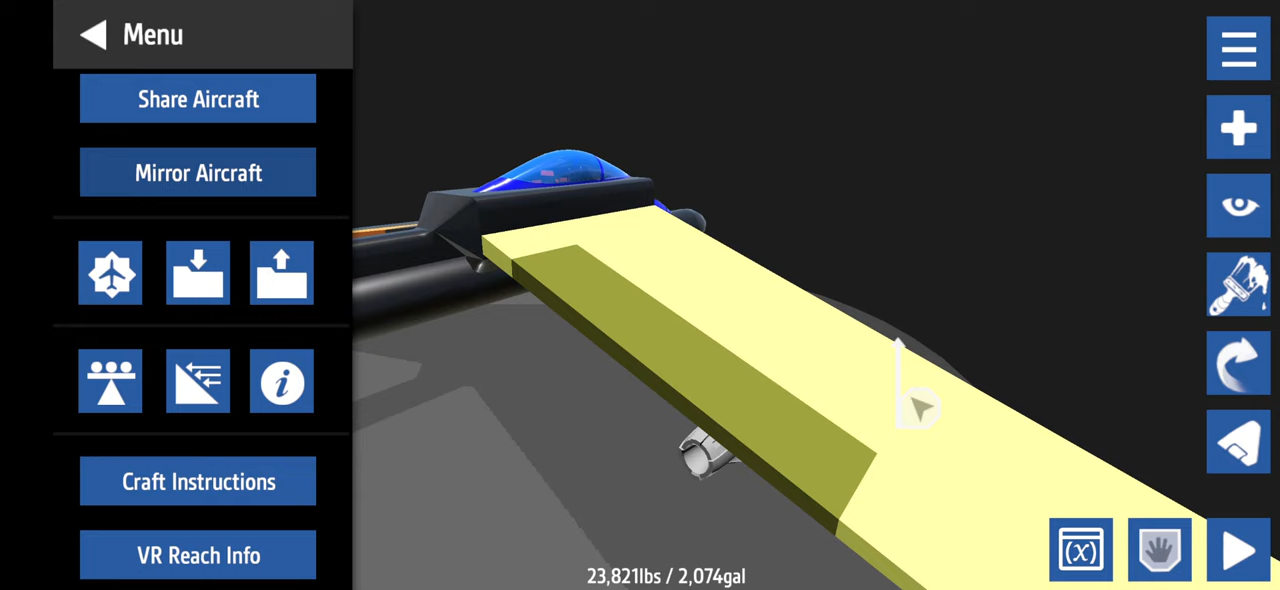 Menu
Share Aircraft
Mirror Aircraft
i
Craft Instructions
VR Reach Info
23,821lbs / 2,074gal
(x)